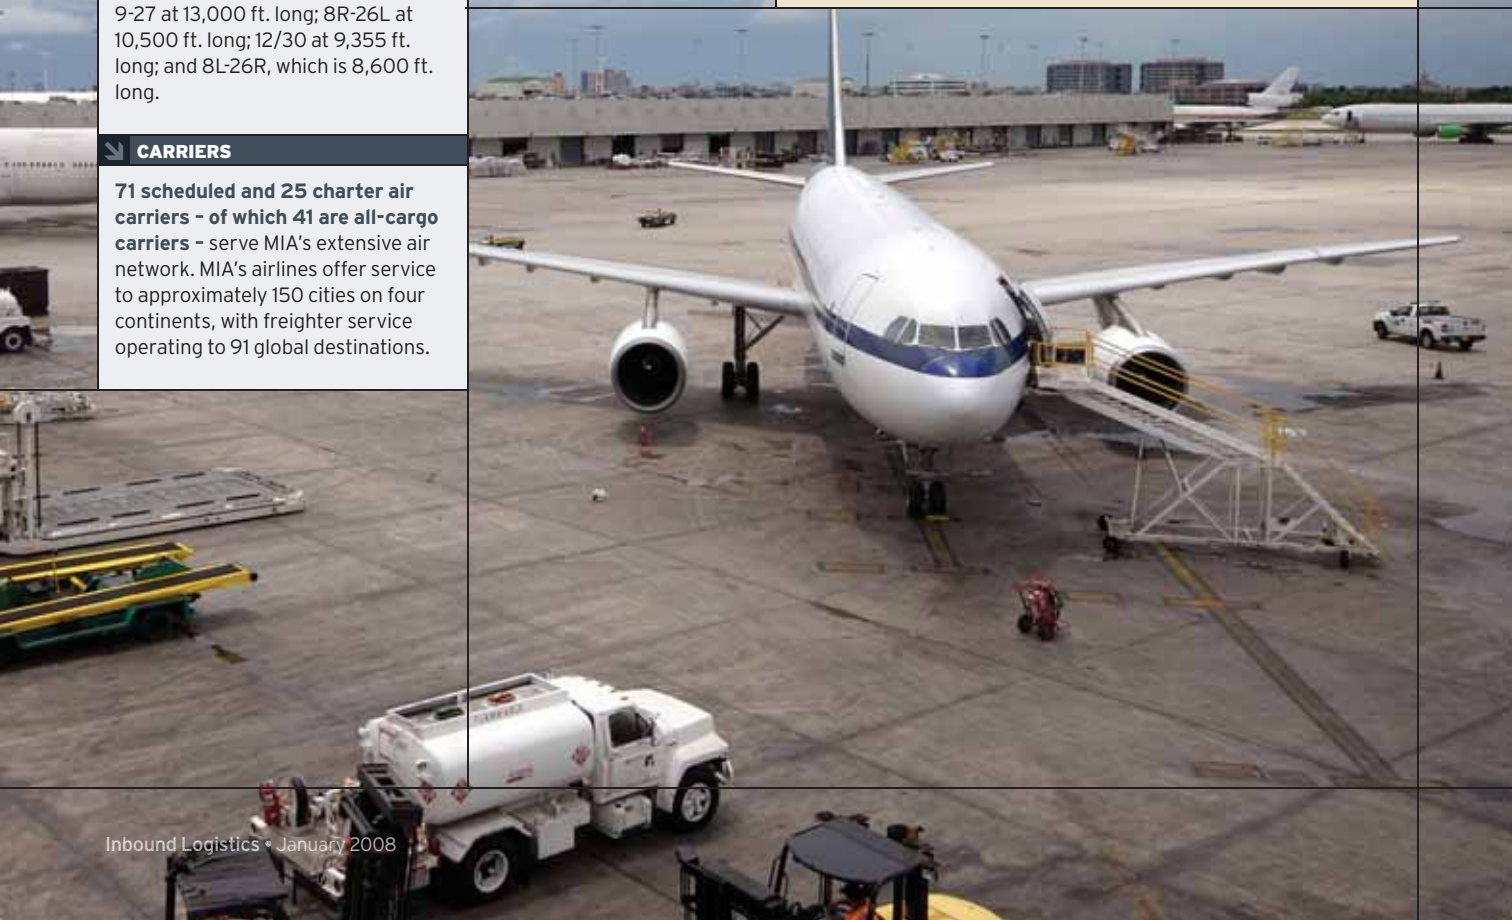 9-27 at 13,000 ft. long; 8R-26L at
10,500 ft. long; 12/30 at 9,355 ft.
long; and 8L-26R, which is 8,600 ft.
long.
CARRIERS
71 scheduled and 25 charter air
carriers – of which 41 are all-cargo
carriers – serve MIA's extensive air
network. MIA's airlines offer service
to approximately 150 cities on four
continents, with freighter service
operating to 91 global destinations.
Inbound Logistics • January 2008